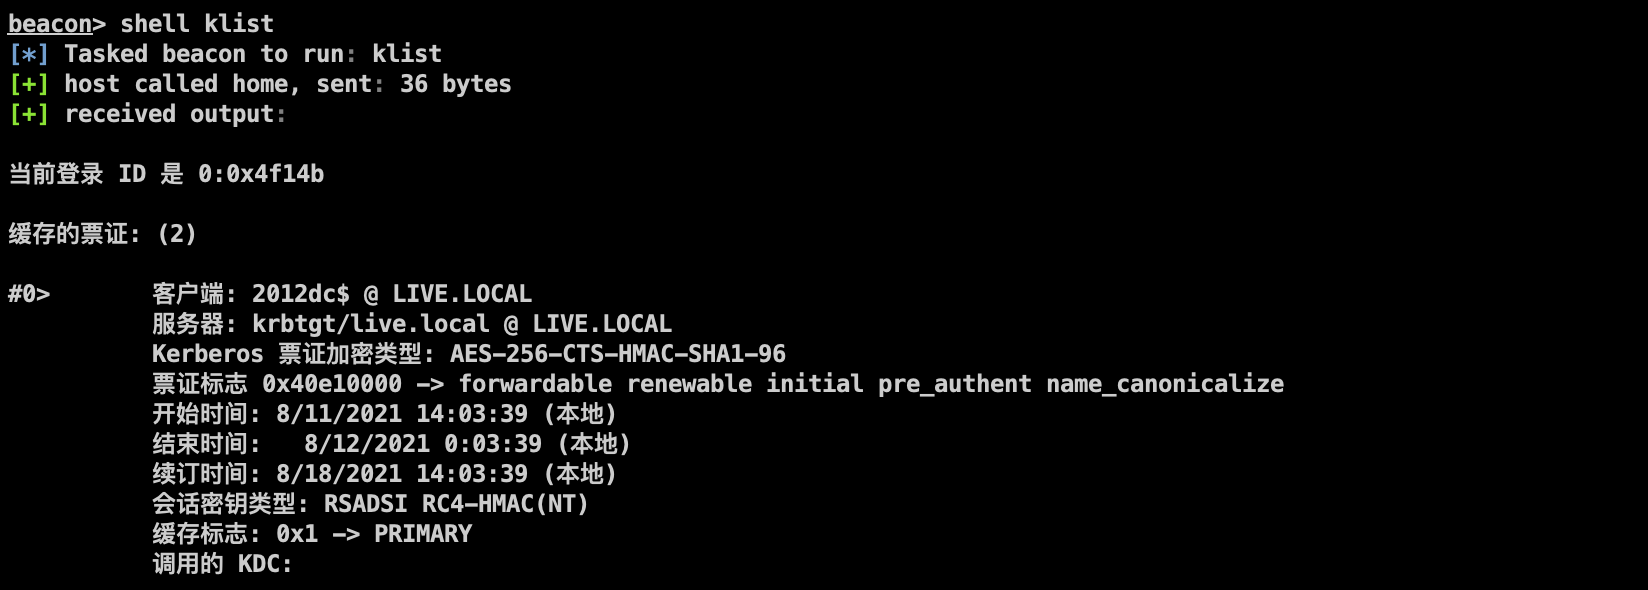 beacon> shell klist
[*] Tasked beacon to run: klist
[+] host called home, sent: 36 bytes
[+] received output:
当前登录 ID 是 0:0x4f14b
缓存的票证: (2)
#0> 客户端: 2012dc$ @ LIVE.LOCAL
服务器: krbtgt/live.local @ LIVE.LOCAL
Kerberos 票证加密类型: AES-256-CTS-HMAC-SHA1-96
票证标志 0x40e10000 -> forwardable renewable initial pre_authent name_canonicalize
开始时间: 8/11/2021 14:03:39 (本地)
结束时间: 8/12/2021 0:03:39 (本地)
续订时间: 8/18/2021 14:03:39 (本地)
会话密钥类型: RSADSI RC4-HMAC(NT)
缓存标志: 0x1 -> PRIMARY
调用的 KDC: